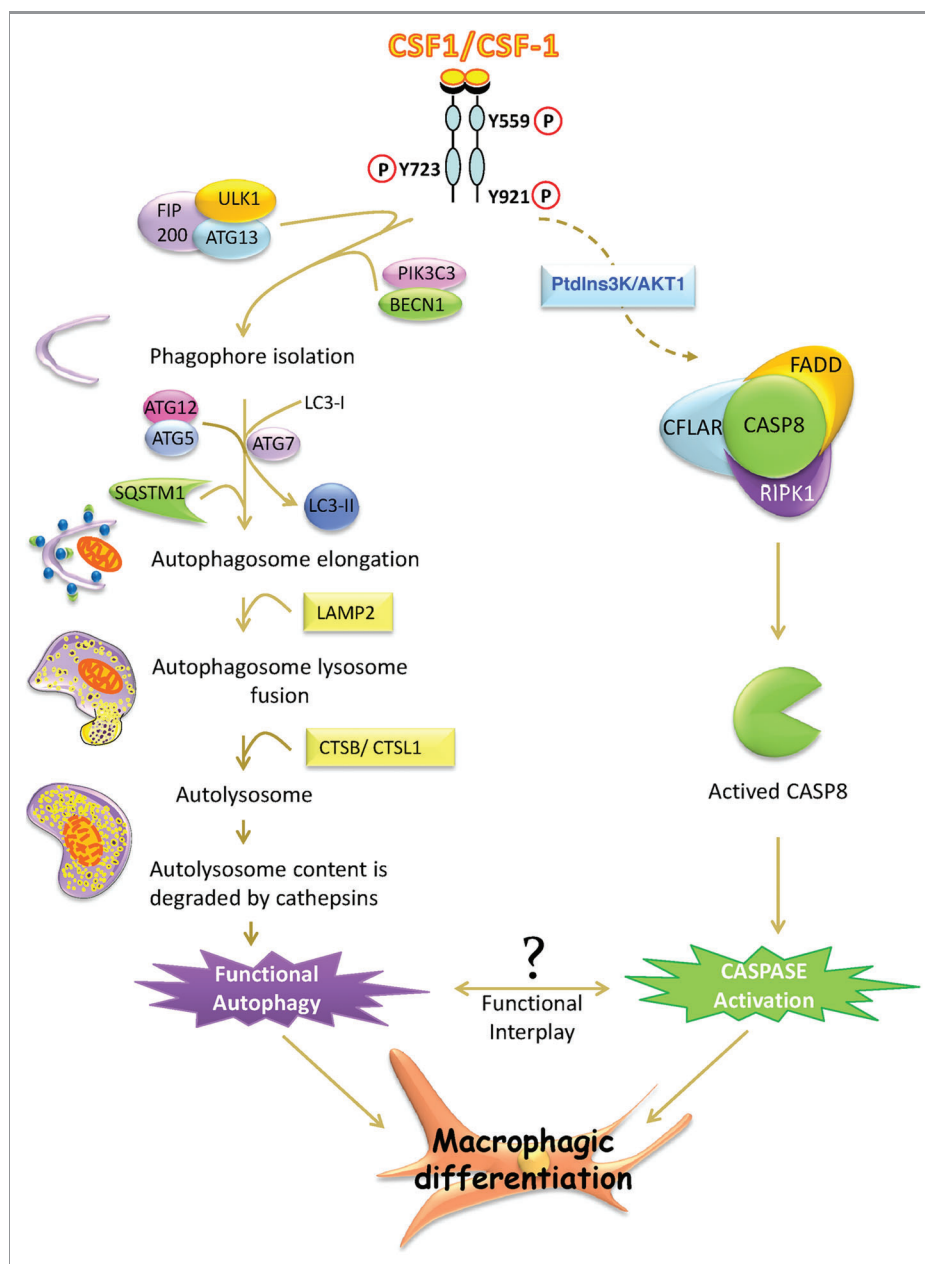 CSF1/CSF-1
Y559 P
P Y723
Y921 P
FIP
200
ULK1
ATG13
PIK3C3
BECN1
PtdIns3K/AKT1
Phagophore isolation
FADD
CFLAR
CASP8
RIPK1
ATG12
ATG5
LC3-I
ATG7
SQSTM1
LC3-II
Autophagosome elongation
LAMP2
Autophagosome lysosome
fusion
CTSB/ CTSL1
Autolysosome
Actived CASP8
Autolysosome content is
degraded by cathepsins
Functional
Autophagy
?
Functional
Interplay
CASPASE
Activation
Macrophagic
differentiation